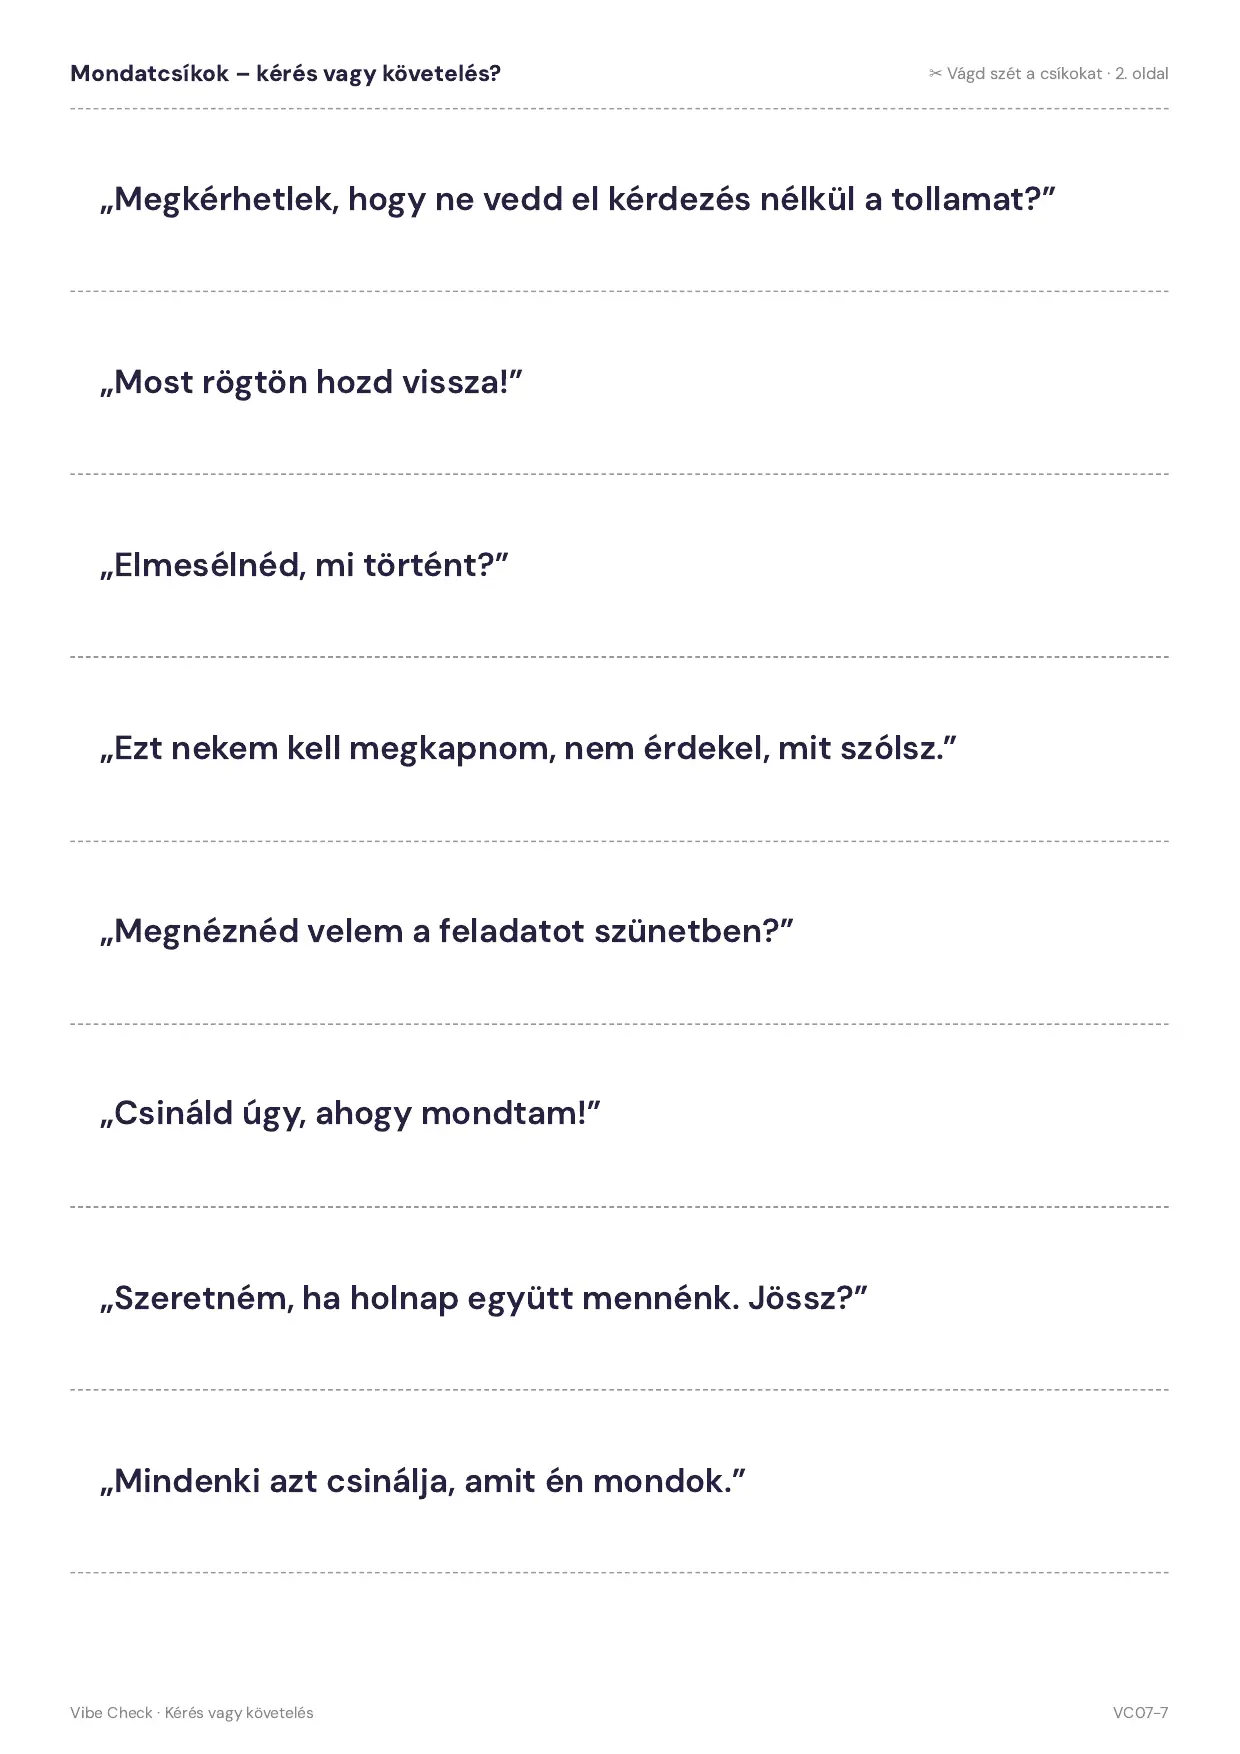 Mondatcsíkok – kérés vagy követelés?
✂ Vágd szét a csíkokat · 2. oldal
„Megkérhetlek, hogy ne vedd el kérdezés nélkül a tollamat?”
„Most rögtön hozd vissza!”
„Elmesélnéd, mi történt?”
„Ezt nekem kell megkapnom, nem érdekel, mit szólsz.”
„Megnéznéd velem a feladatot szünetben?”
„Csináld úgy, ahogy mondtam!”
„Szeretném, ha holnap együtt mennénk. Jössz?”
„Mindenki azt csinálja, amit én mondok.”
Vibe Check · Kérés vagy követelés
VC07-7